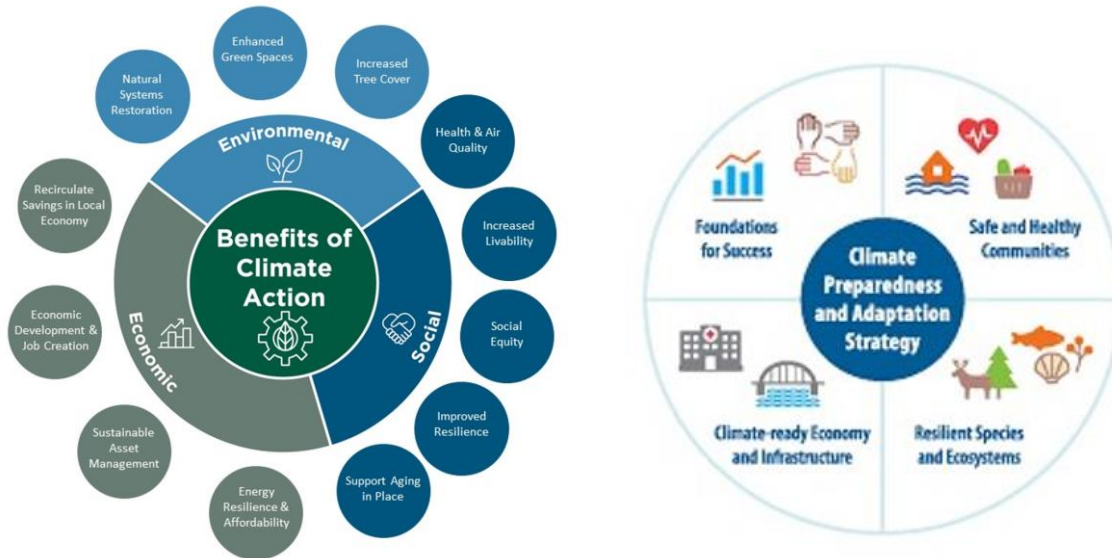 Enhanced
Green Spaces
Increased
Tree Cover
Natural
Systems
Restoration
Health & Air
Quality
Environmental
Recirculate
Savings in Local
Economy
Increased
Livability
Benefits of
Climate
Action
Economic
Development &
Job Creation
Economic
Social
Social
Equity
Sustainable
Asset
Management
Improved
Resilience
Energy
Resilience &
Affordability
Support Aging
in Place
Foundations
for Success
Safe and Healthy
Communities
Climate
Preparedness
and Adaptation
Strategy
Climate-ready Economy
and Infrastructure
Resilient Species
and Ecosystems